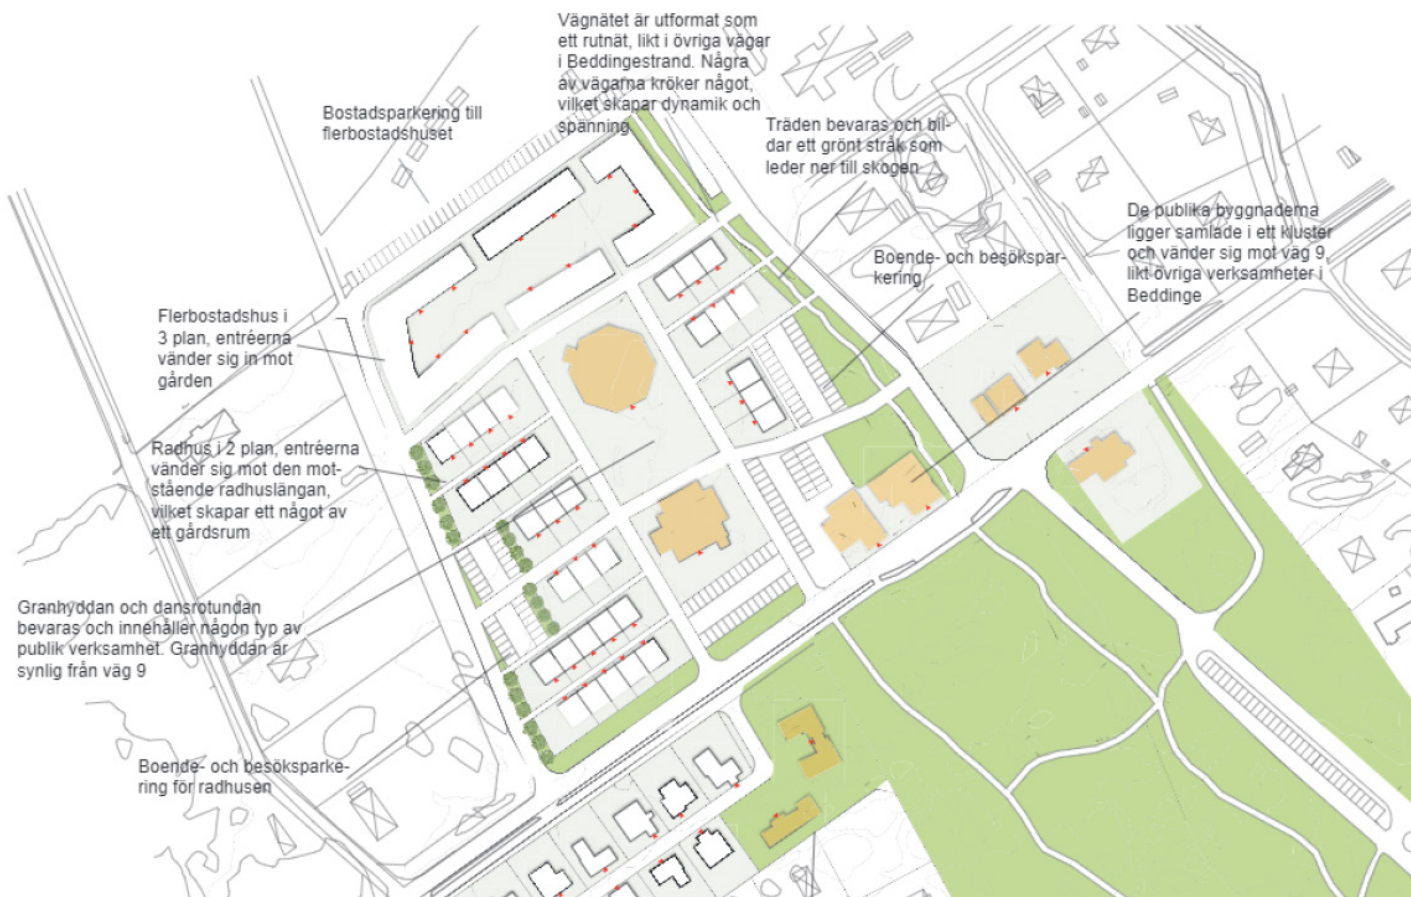 Vägnätet är utformat som
ett rutnät, likt i övriga vägar
i Beddingestrand. Några
av vägarna kröker något,
vilket skapar dynamik och
spänning
Bostadsparkering till
flerbostadshuset
Träden bevaras och bil-
dar ett grönt stråk som
leder ner till skogen
De publika byggnaderna
ligger samlade i ett kluster
och vänder sig mot väg 9,
likt övriga verksamheter i
Beddinge
Boende- och besökspar-
kering
Flerbostadshus i
3 plan, entréerna
vänder sig in mot
gården
Radhus i 2 plan, entréerna
vänder sig mot den mot-
stående radhuslängan,
vilket skapar ett något av
ett gårdsrum
Granhyddan och dansrotundan
bevaras och innehåller någon typ av
publik verksamhet. Granhyddan är
synlig från väg 9
Boende- och besöksparke-
ring för radhusen